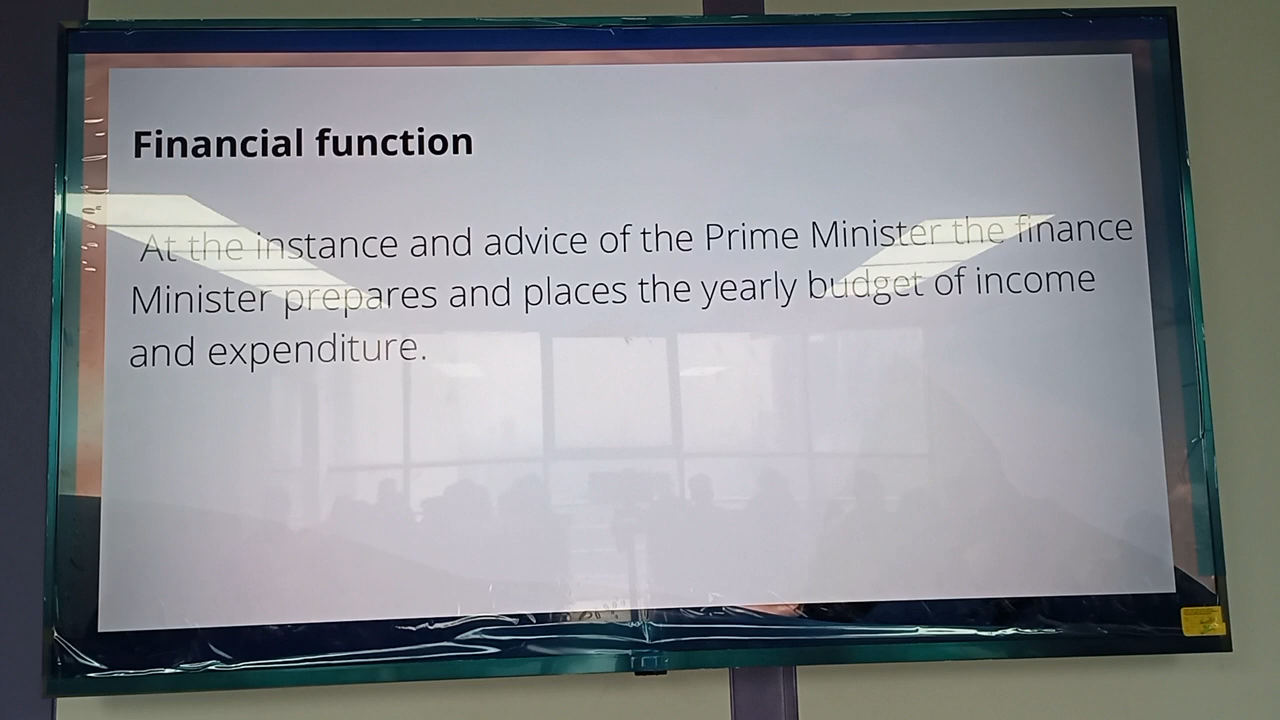 Financial function
At the instance and advice of the Prime Minister the finance
Minister prepares and places the yearly budget of income
and expenditure.